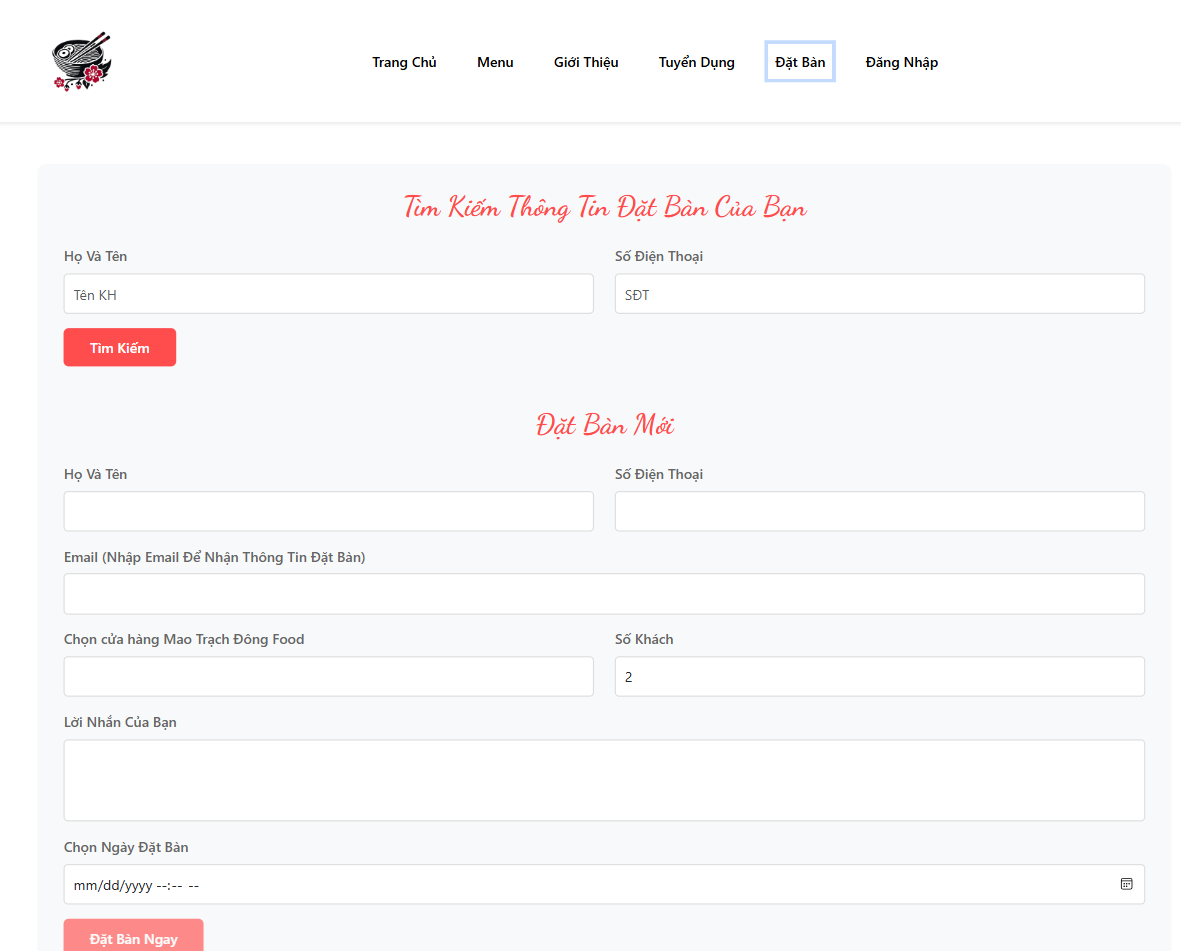 Trang Chủ Menu Giới Thiệu Tuyển Dụng Đặt Bàn Đăng Nhập
Tìm Kiếm Thông Tin Đặt Bàn Của Bạn
Họ Và Tên Số Điện Thoại
Tên KH SĐT
Tìm Kiếm
Đặt Bàn Mới
Họ Và Tên Số Điện Thoại
Email (Nhập Email Để Nhận Thông Tin Đặt Bàn)
Chọn cửa hàng Mao Trạch Đông Food Số Khách
2
Lời Nhắn Của Bạn
Chọn Ngày Đặt Bàn
mm/dd/yyyy --:-- --
Đặt Bàn Ngay